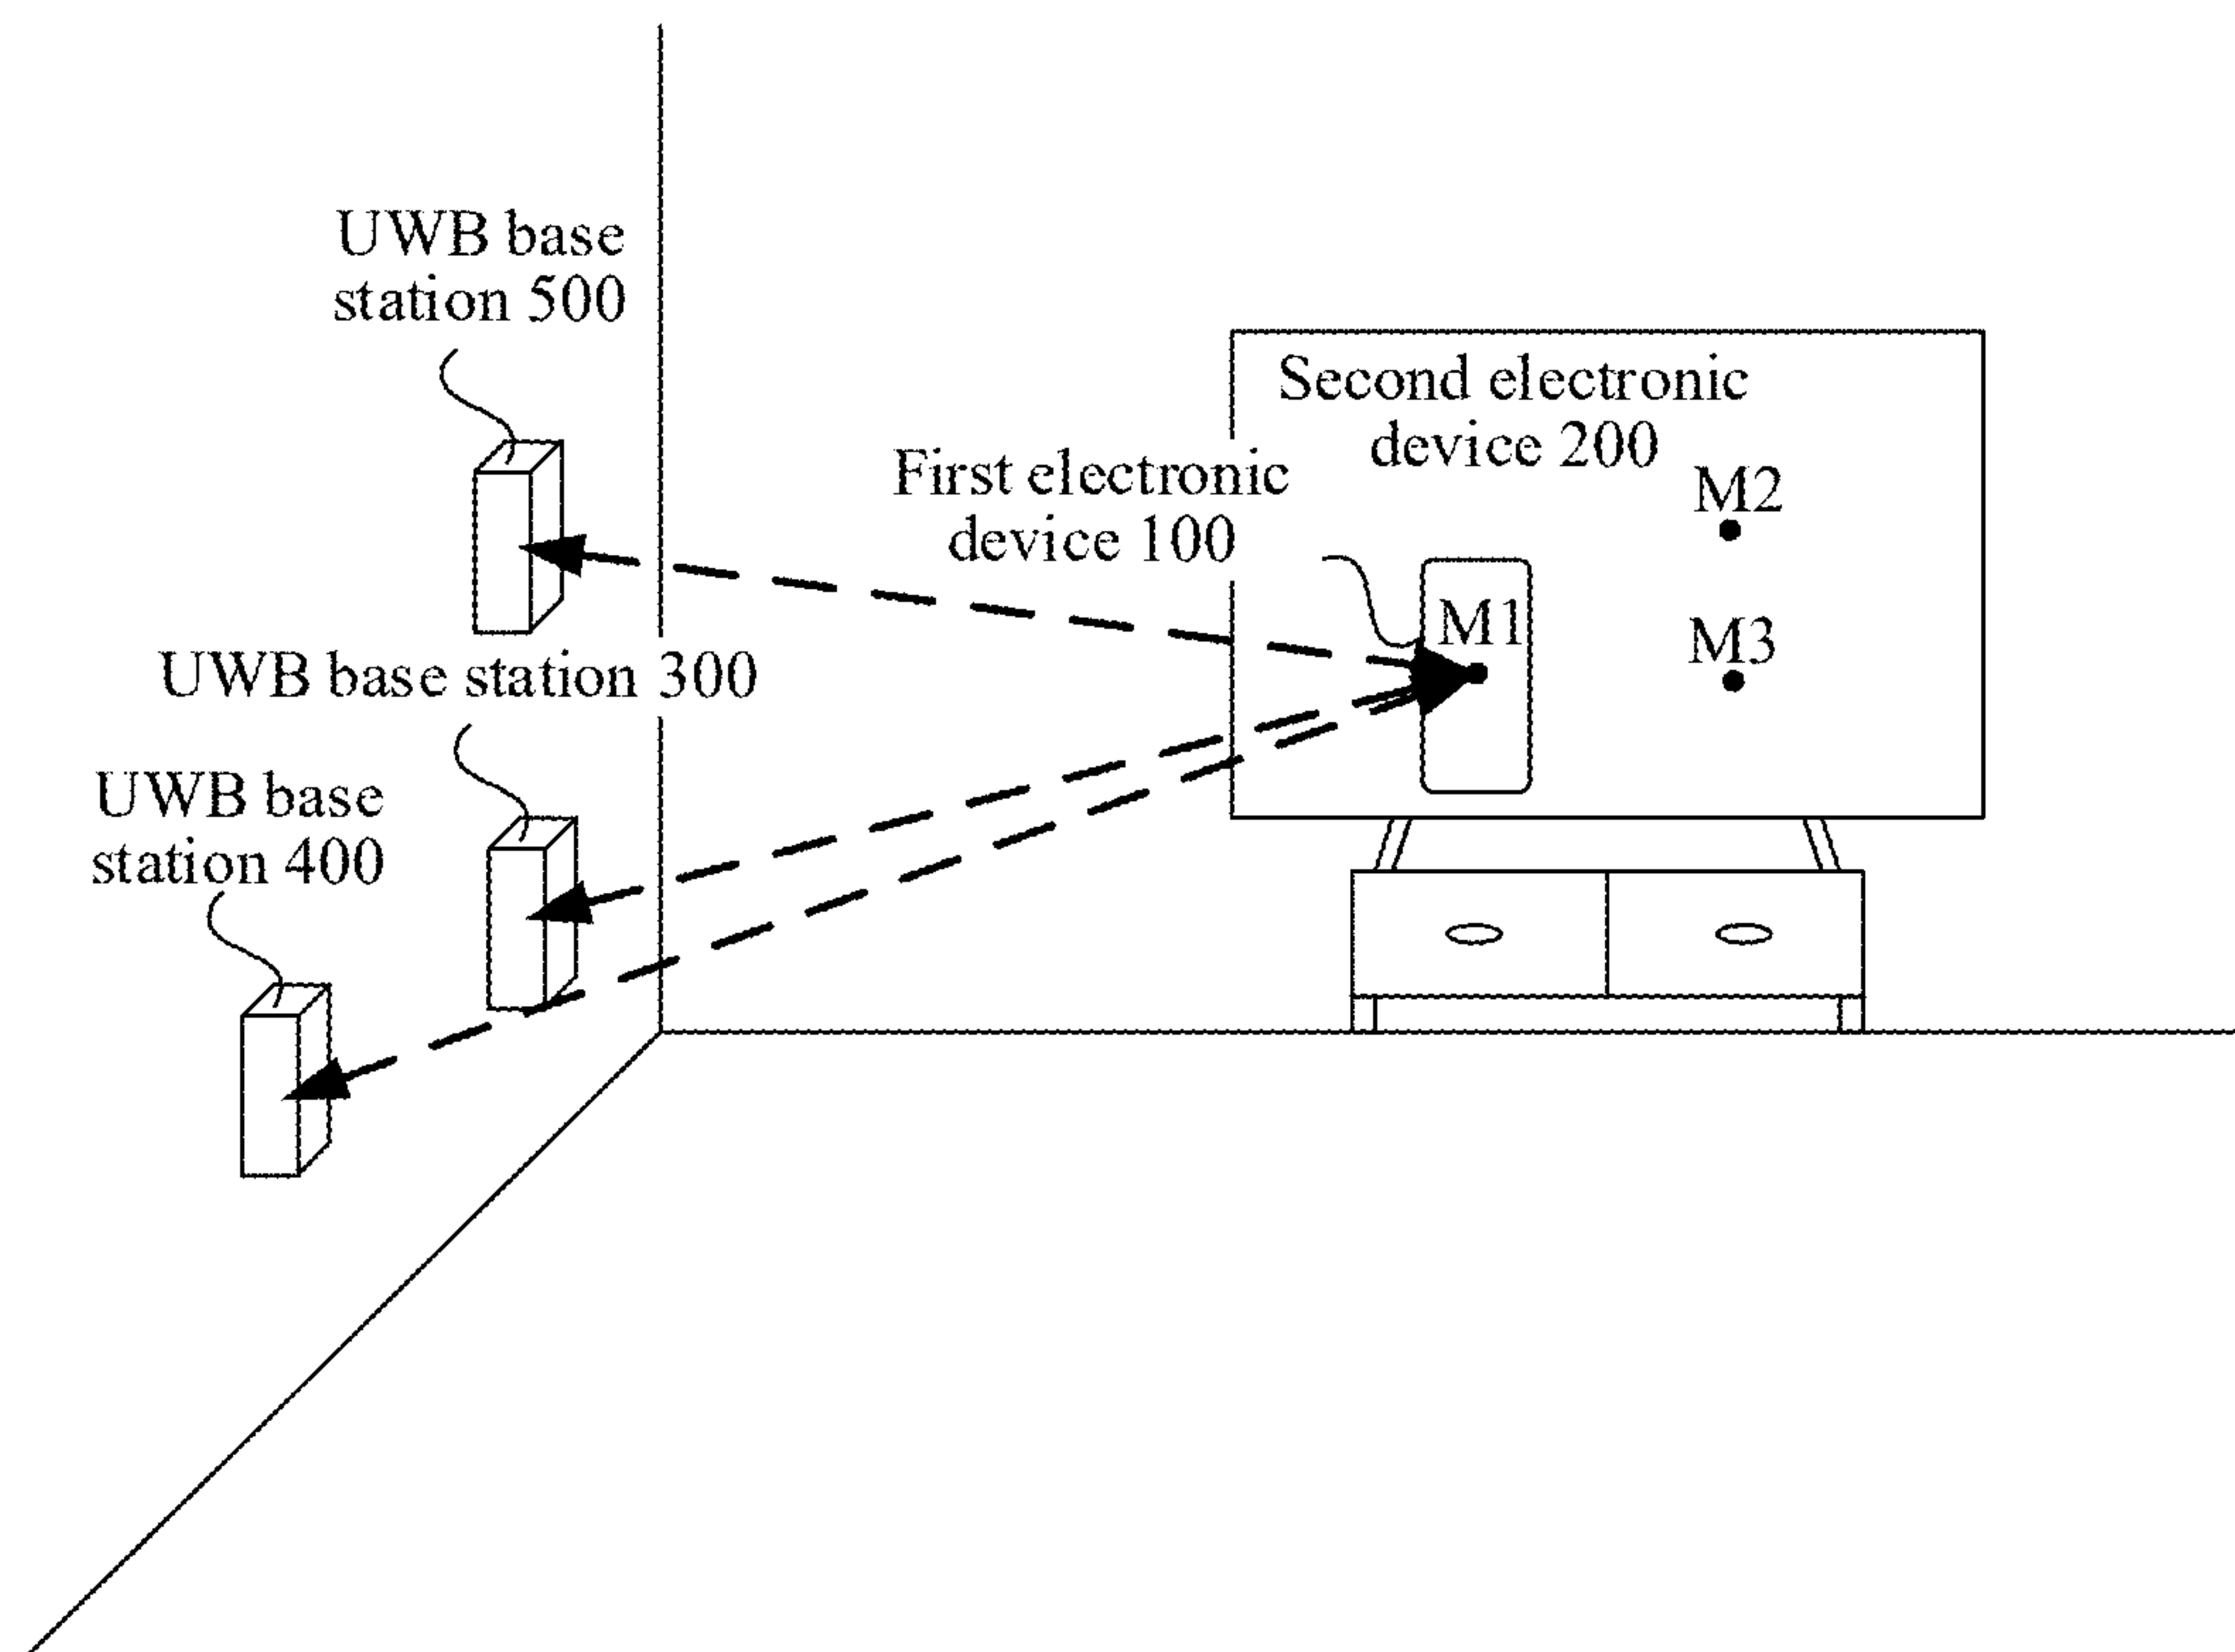 UWB base
station 500
Second electronic
device 200
First electronic
device 100
M2
M1
M3
UWB base station 300
UWB base
station 400